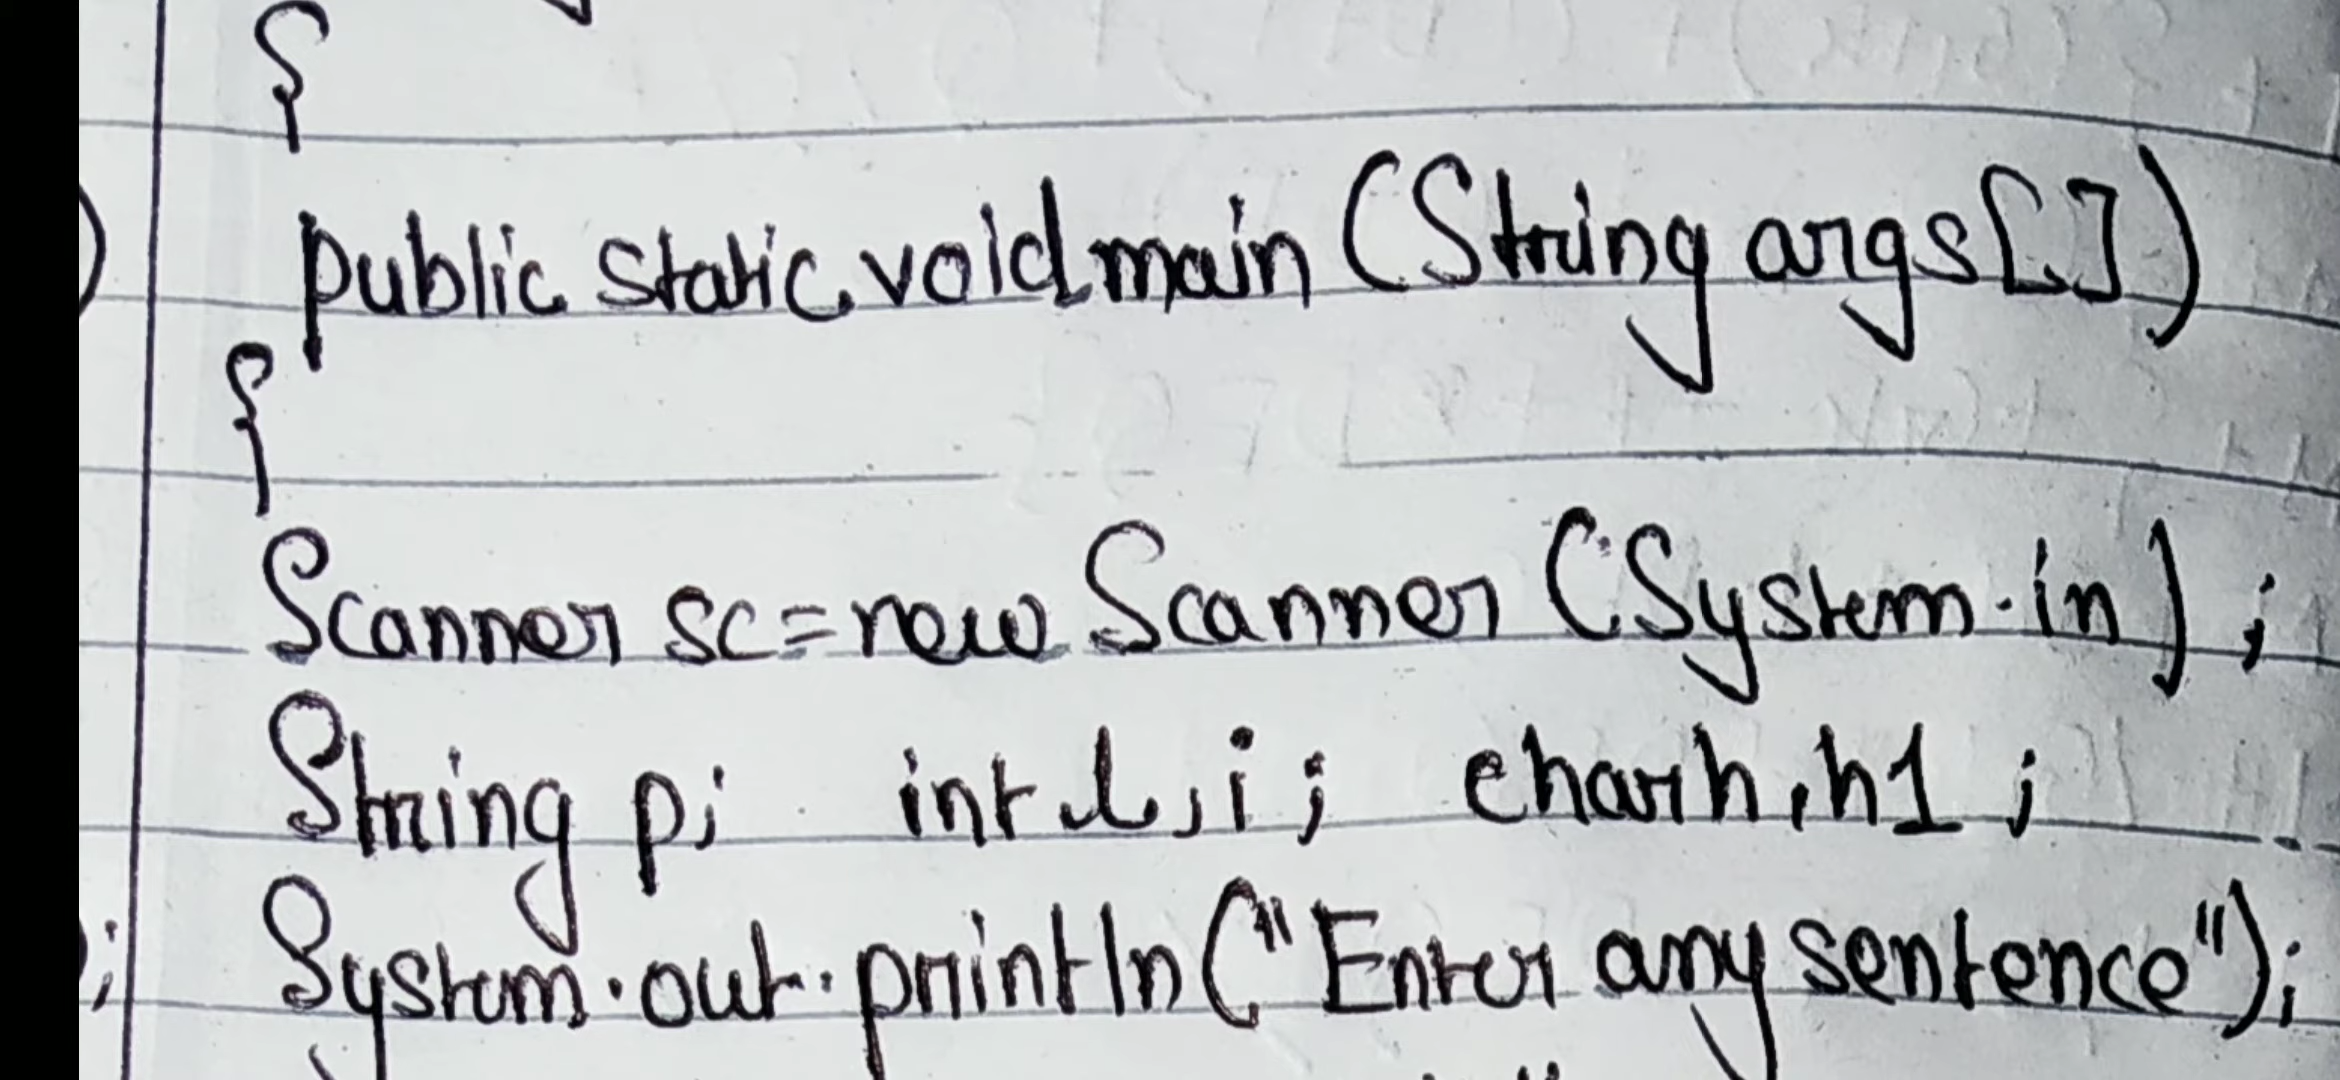 {
public static void main (String args[])
{
Scanner sc=new Scanner (System.in);
String p; int l,i; char h,h1;
System.out.println("Enter any sentence");